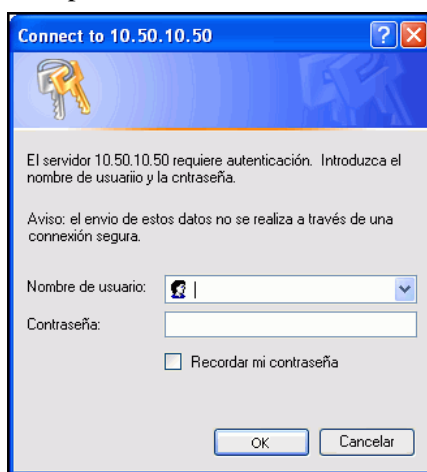 Connect to 10.50.10.50
El servidor 10.50.10.50 requiere autenticación. Introduzca el
nombre de usuariio y la cntraseña.
Aviso: el envio de estos datos no se realiza a través de una
connexión segura.
Nombre de usuario:
Contraseña:
Recordar mi contraseña
OK Cancelar